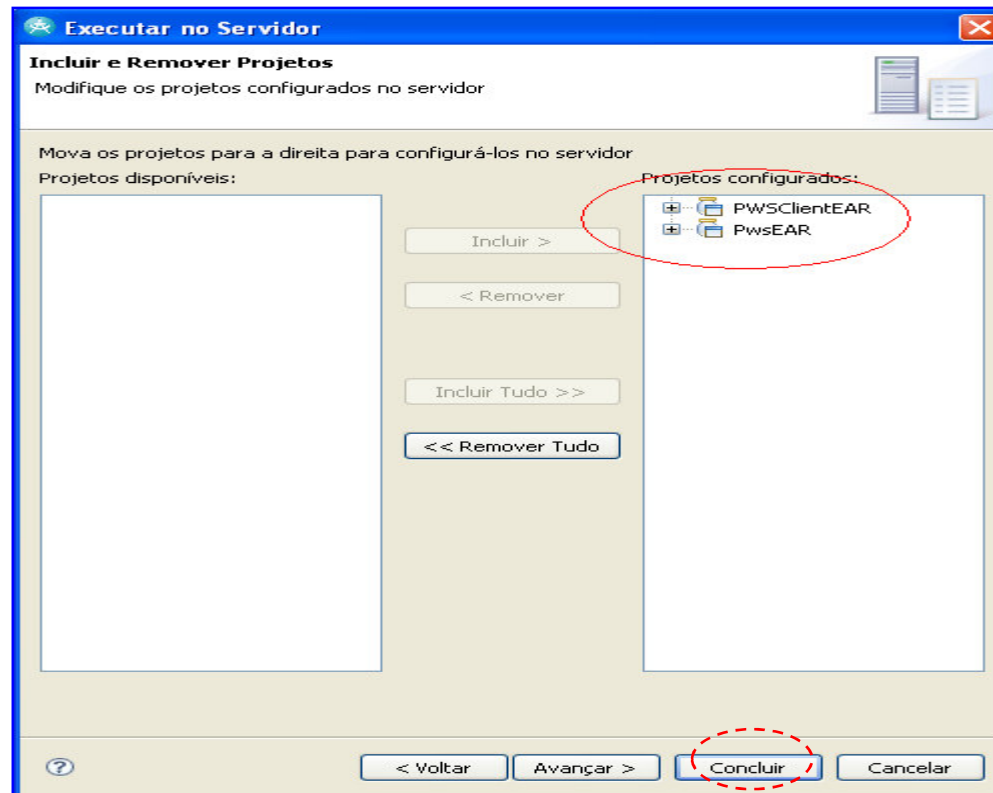 Executar no Servidor
Incluir e Remover Projetos
Modifique os projetos configurados no servidor
Mova os projetos para a direita para configurá-los no servidor
Projetos disponíveis:
Projetos configurados:
PWSClientEAR
PwsEAR
Incluir >
< Remover
Incluir Tudo >>
<< Remover Tudo
?
< Voltar
Avançar >
Concluir
Cancelar